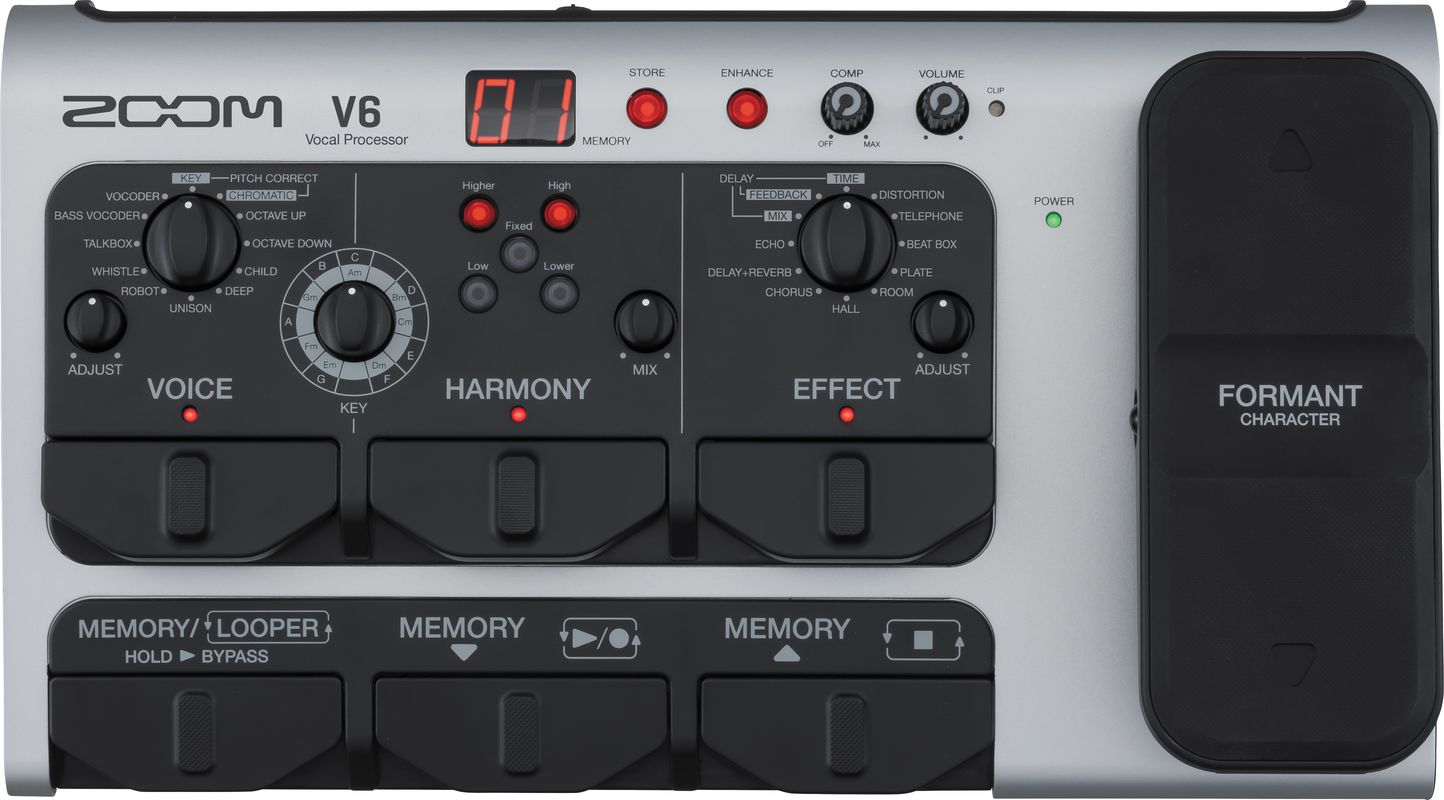 ZOOM
V6
Vocal Processor
01
MEMORY
STORE
ENHANCE
COMP
OFF
MAX
VOLUME
CLIP
POWER
KEY
PITCH CORRECT
CHROMATIC
VOCODER
BASS VOCODER
OCTAVE UP
TALKBOX
OCTAVE DOWN
WHISTLE
CHILD
ROBOT
DEEP
UNISON
ADJUST
VOICE
C
D
E
F
G
A
B
Am
Bm
Cm
Dm
Em
Fm
Gm
KEY
Higher
High
Fixed
Low
Lower
MIX
HARMONY
DELAY
TIME
FEEDBACK
MIX
DISTORTION
TELEPHONE
ECHO
BEAT BOX
DELAY+REVERB
PLATE
CHORUS
ROOM
HALL
ADJUST
EFFECT
FORMANT
CHARACTER
MEMORY/ LOOPER
HOLD ▶ BYPASS
MEMORY
▼
▶/●
MEMORY
▲
■